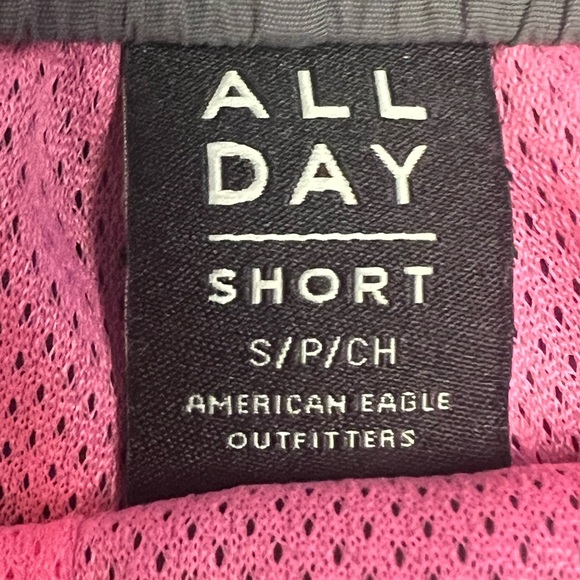 ALL
DAY
SHORT
S/P/CH
AMERICAN EAGLE
OUTFITTERS